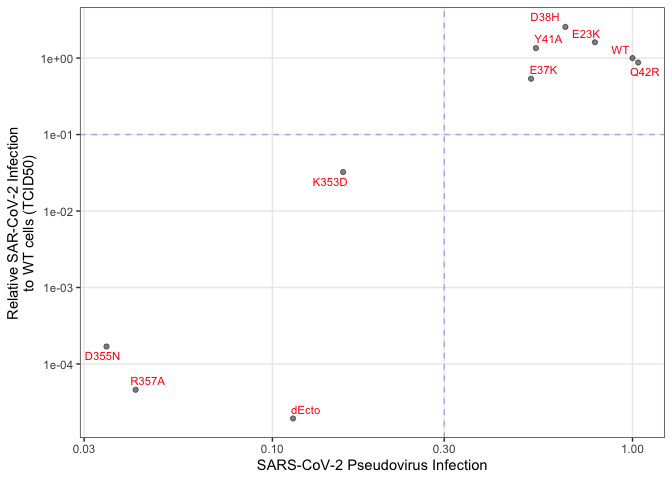 D38H
E23K
Y41A
WT
Q42R
E37K
K353D
D355N
R357A
dEcto
1e+00
1e-01
1e-02
1e-03
1e-04
0.03
0.10
0.30
1.00
SARS-CoV-2 Pseudovirus Infection
Relative SAR-CoV-2 Infection
to WT cells (TCID50)